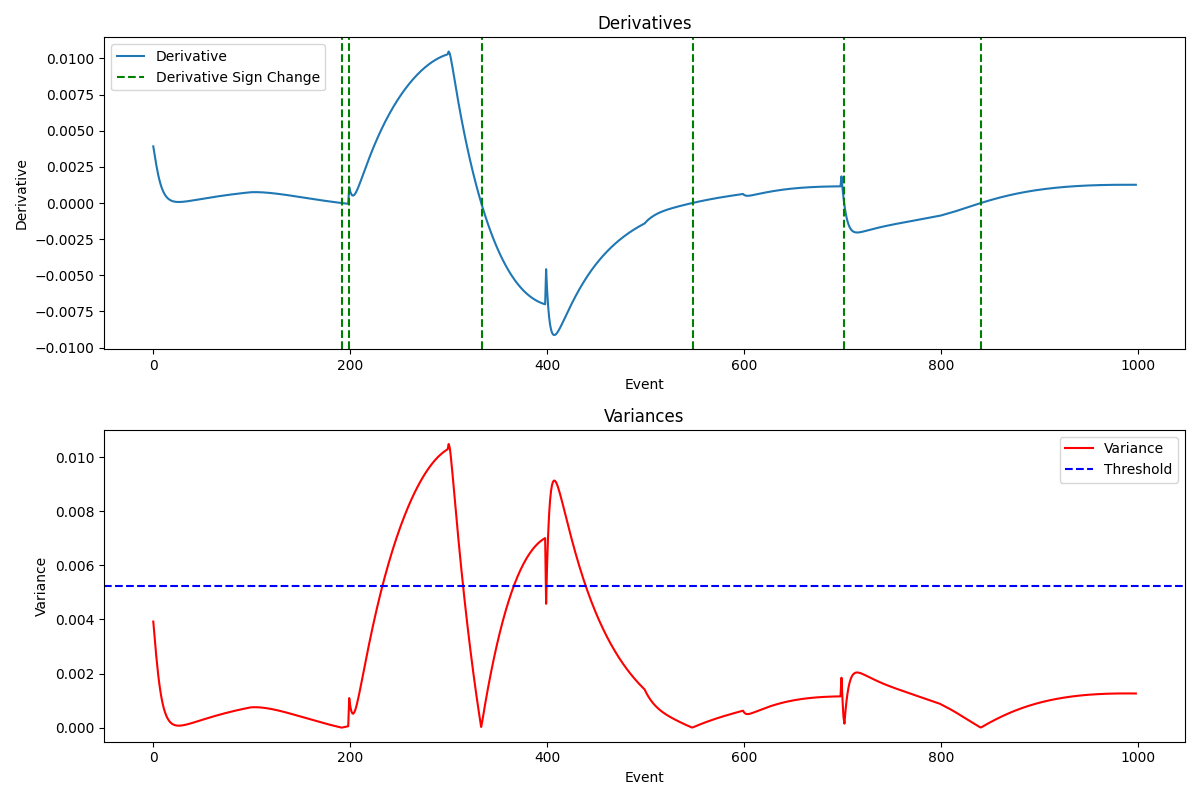 Derivatives
Derivative
Derivative Sign Change
0.0100
0.0075
0.0050
0.0025
0.0000
−0.0025
−0.0050
−0.0075
−0.0100
Derivative
0 200 400 600 800 1000
Event
Variances
Variance
Threshold
0.010
0.008
0.006
0.004
0.002
0.000
Variance
0 200 400 600 800 1000
Event